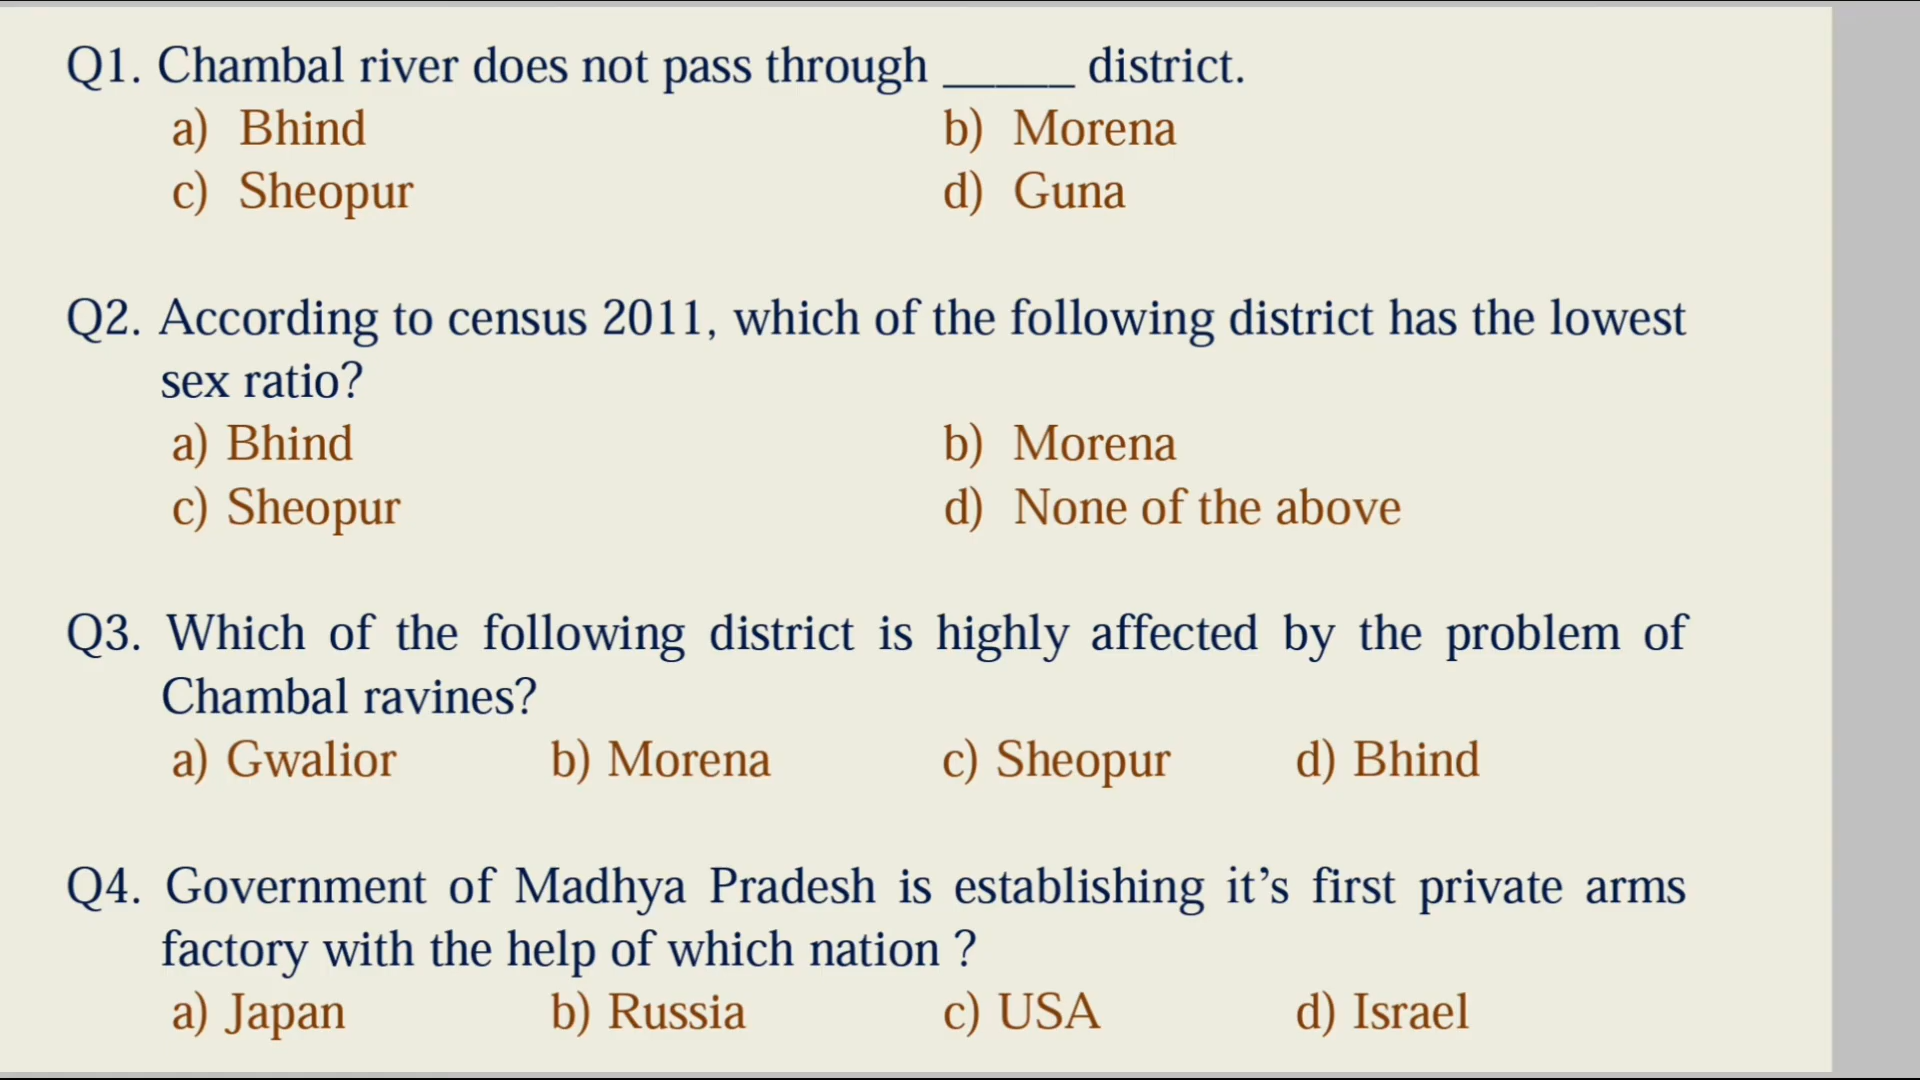 Q1. Chambal river does not pass through _____ district.
a) Bhind b) Morena
c) Sheopur d) Guna
Q2. According to census 2011, which of the following district has the lowest
sex ratio?
a) Bhind b) Morena
c) Sheopur d) None of the above
Q3. Which of the following district is highly affected by the problem of
Chambal ravines?
a) Gwalior b) Morena c) Sheopur d) Bhind
Q4. Government of Madhya Pradesh is establishing it’s first private arms
factory with the help of which nation ?
a) Japan b) Russia c) USA d) Israel